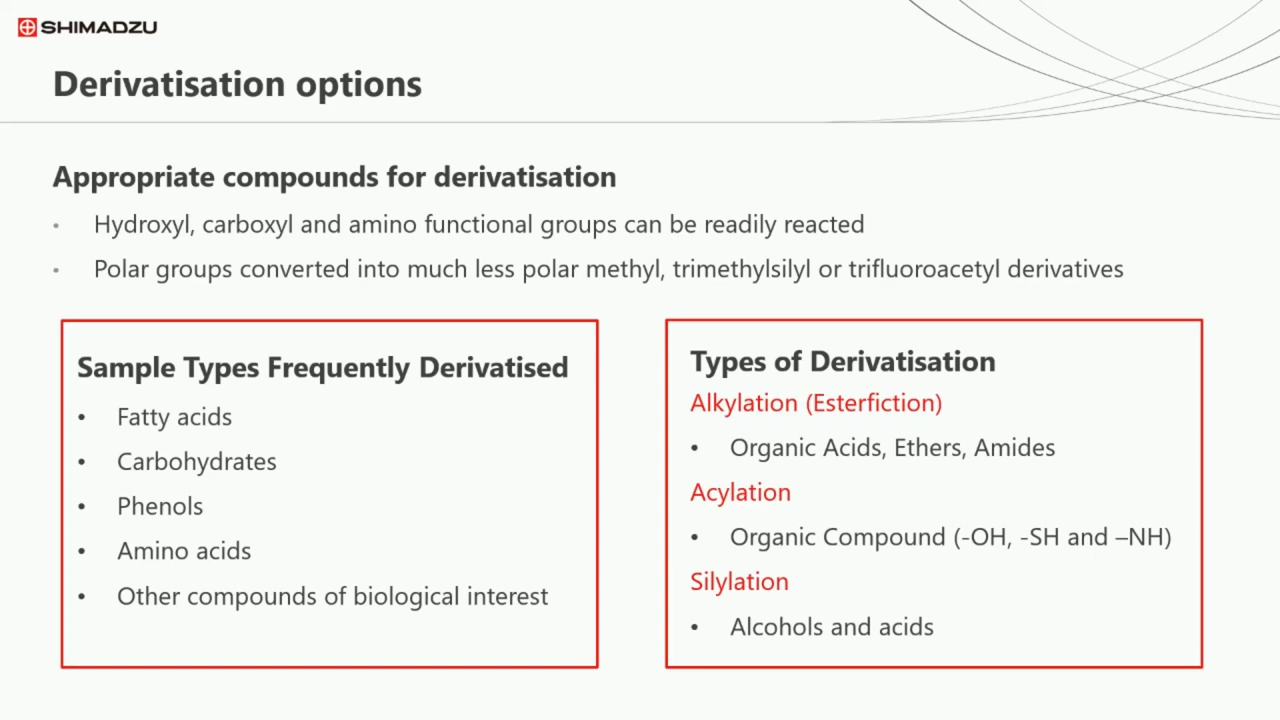 SHIMADZU
Derivatisation options
Appropriate compounds for derivatisation
• Hydroxyl, carboxyl and amino functional groups can be readily reacted
• Polar groups converted into much less polar methyl, trimethylsilyl or trifluoroacetyl derivatives
Sample Types Frequently Derivatised
• Fatty acids
• Carbohydrates
• Phenols
• Amino acids
• Other compounds of biological interest
Types of Derivatisation
Alkylation (Esterfiction)
• Organic Acids, Ethers, Amides
Acylation
• Organic Compound (-OH, -SH and –NH)
Silylation
• Alcohols and acids